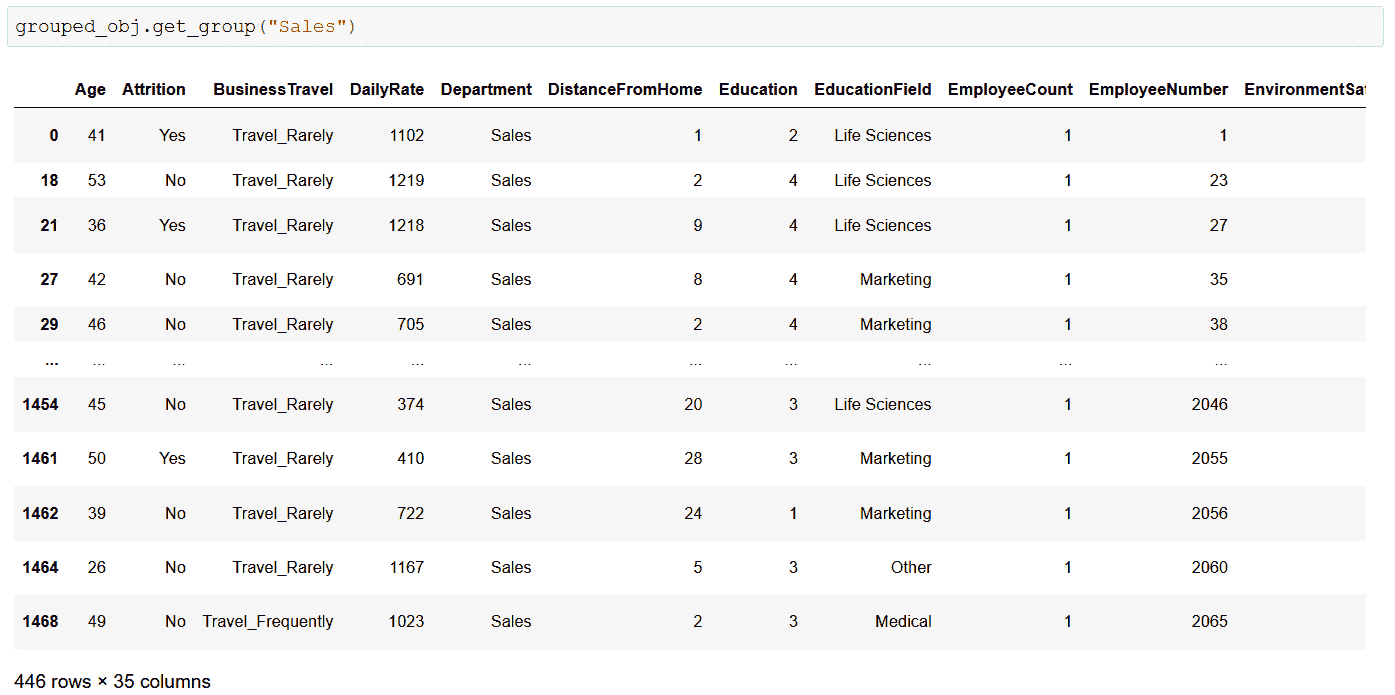 grouped_obj.get_group("Sales")
Age Attrition BusinessTravel DailyRate Department DistanceFromHome Education EducationField EmployeeCount EmployeeNumber EnvironmentSat
0 41 Yes Travel_Rarely 1102 Sales 1 2 Life Sciences 1 1
18 53 No Travel_Rarely 1219 Sales 2 4 Life Sciences 1 23
21 36 Yes Travel_Rarely 1218 Sales 9 4 Life Sciences 1 27
27 42 No Travel_Rarely 691 Sales 8 4 Marketing 1 35
29 46 No Travel_Rarely 705 Sales 2 4 Marketing 1 38
... ... ... ... ... ... ... ... ... ... ...
1454 45 No Travel_Rarely 374 Sales 20 3 Life Sciences 1 2046
1461 50 Yes Travel_Rarely 410 Sales 28 3 Marketing 1 2055
1462 39 No Travel_Rarely 722 Sales 24 1 Marketing 1 2056
1464 26 No Travel_Rarely 1167 Sales 5 3 Other 1 2060
1468 49 No Travel_Frequently 1023 Sales 2 3 Medical 1 2065
446 rows × 35 columns